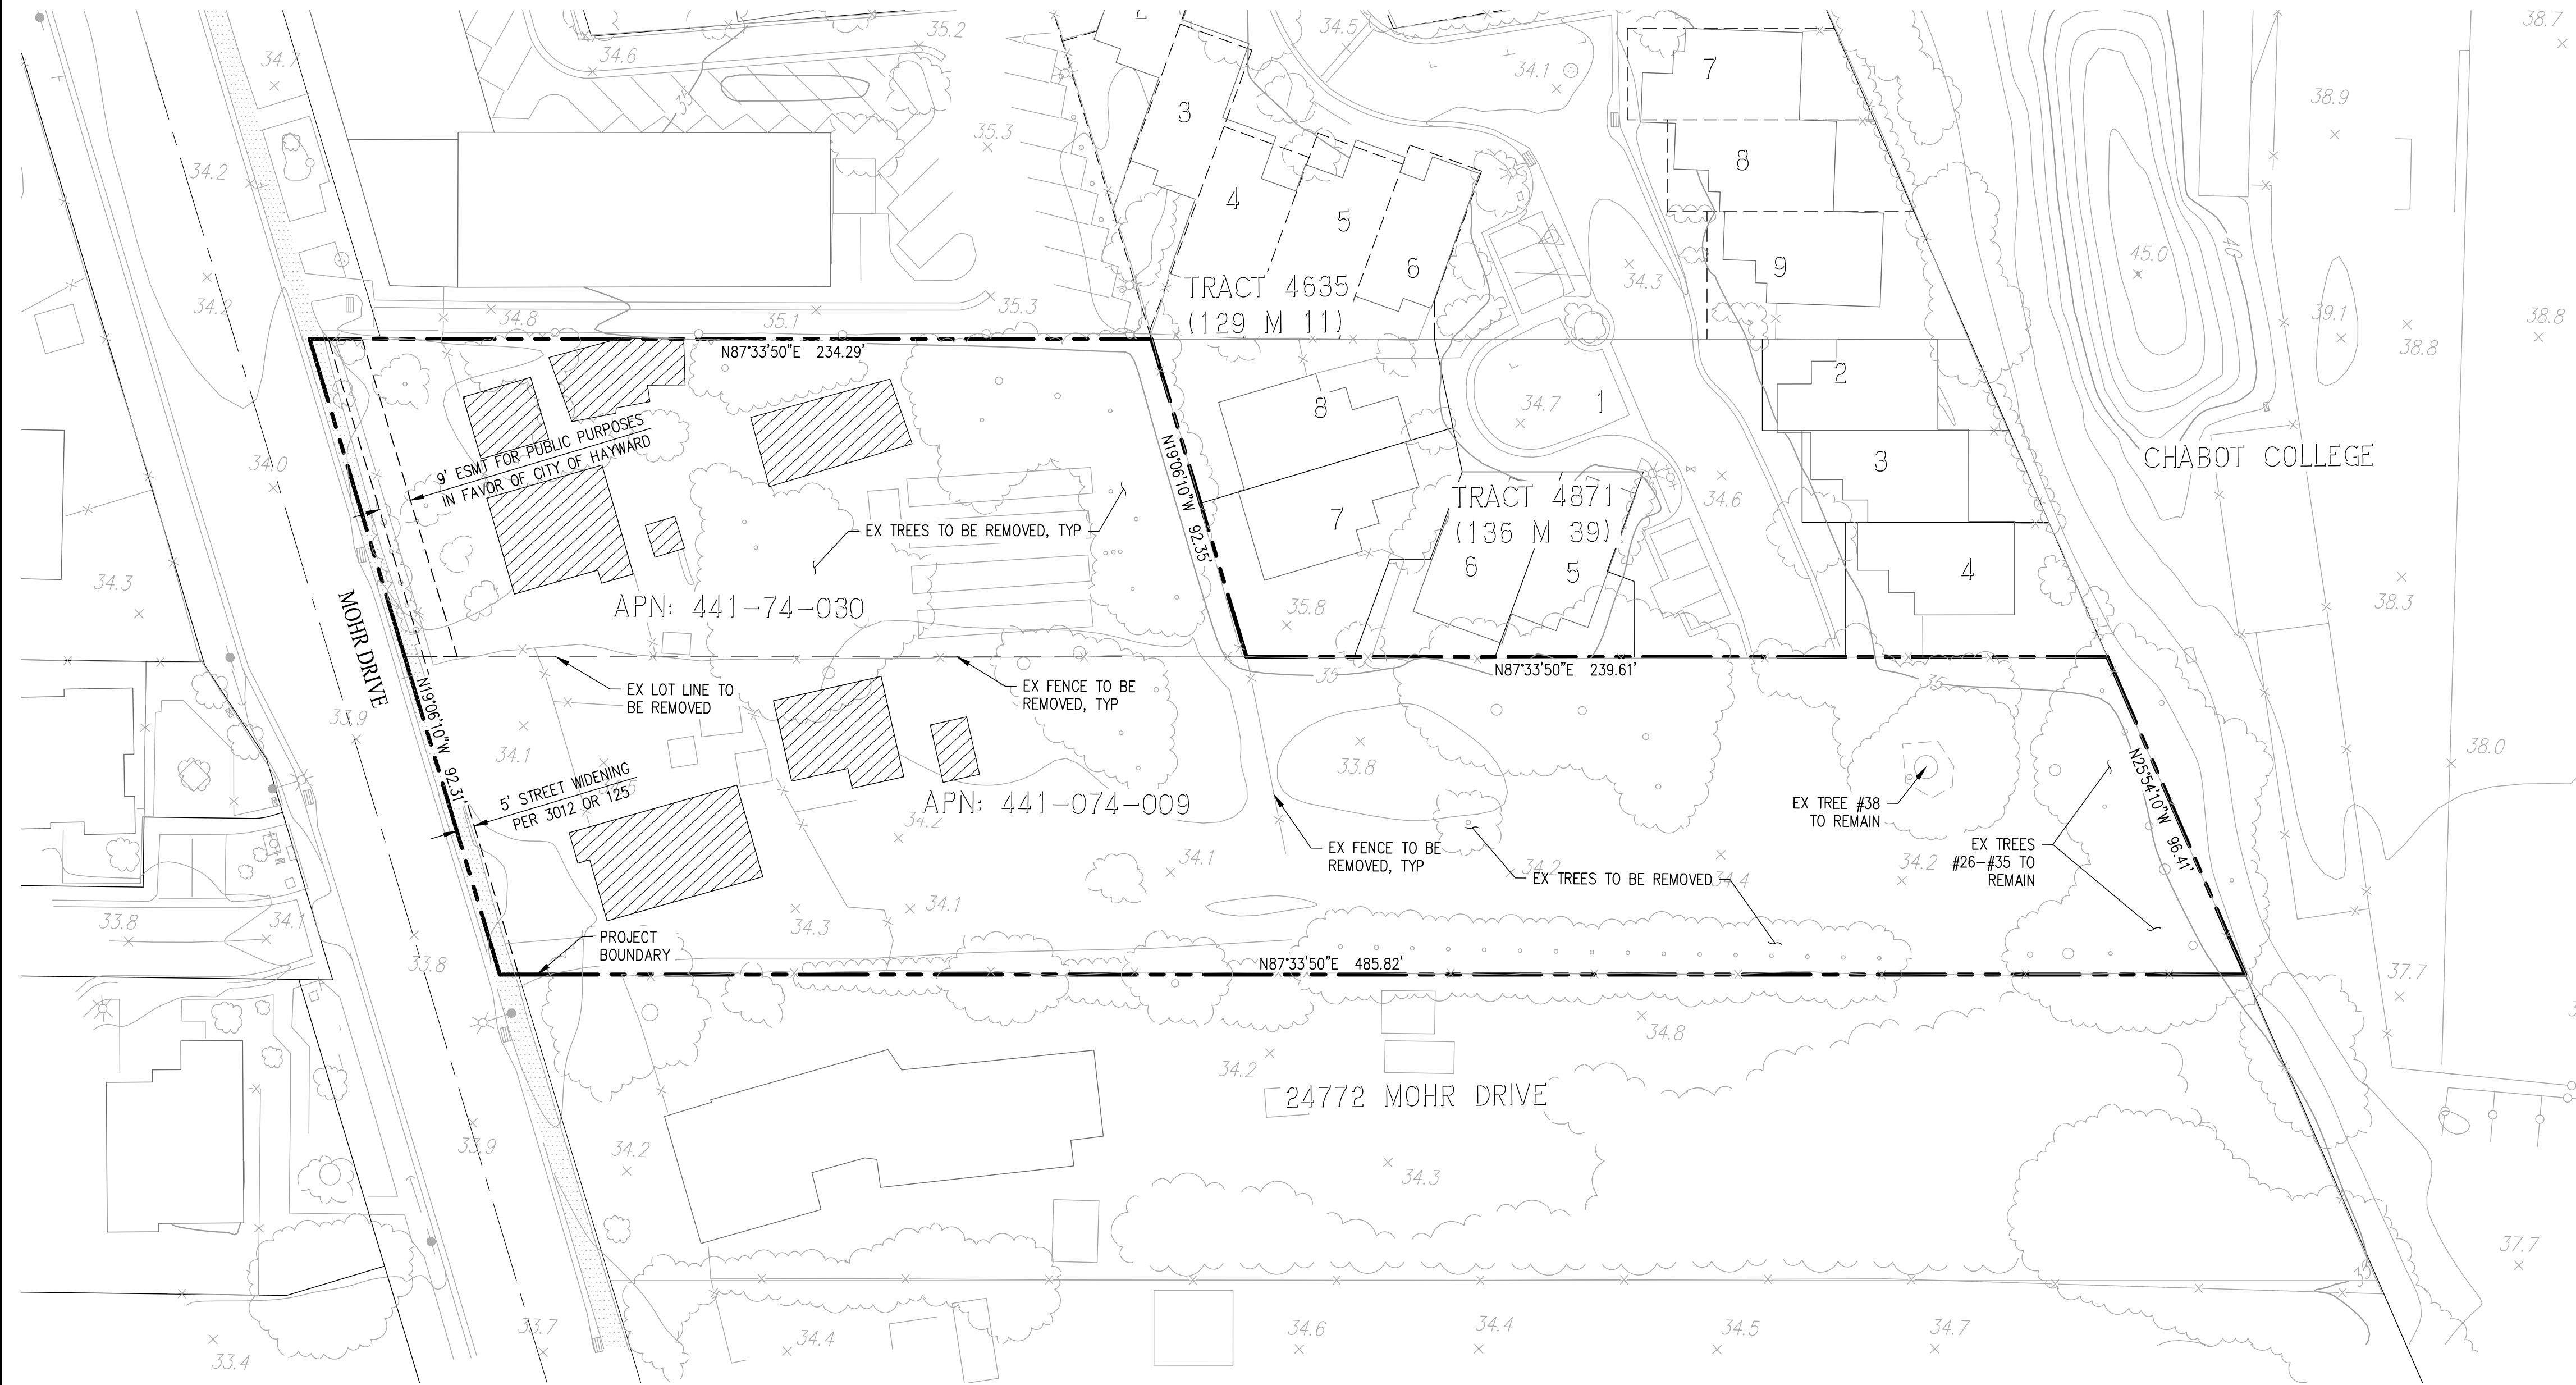 38.7
35.2
34.5
34.6
34.7
2
7
34.1
35
38.9
3
35.3
8
34.2
4
5
40
45.0
6
9
34.3
TRACT 4635
(129 M 11)
34.2
34.8
35.1
35.3
39.1
38.8
38.8
N87°33'50"E 234.29'
2
8
34.7
1
9' ESMT FOR PUBLIC PURPOSES
IN FAVOR OF CITY OF HAYWARD
34.0
N19°06'10"W 92.35'
3
CHABOT COLLEGE
TRACT 4871
(136 M 39)
34.6
7
EX TREES TO BE REMOVED, TYP
6
5
4
34.3
APN: 441-74-030
35.8
38.3
MOHR DRIVE
N87°33'50"E 239.61'
35
35
EX LOT LINE TO
BE REMOVED
EX FENCE TO BE
REMOVED, TYP
N19°06'10"W 92.31'
33.9
34.1
38.0
33.8
5' STREET WIDENING
PER 3012 OR 125
APN: 441-074-009
34.2
N25°54'10"W 96.41'
EX TREE #38
TO REMAIN
EX FENCE TO BE
REMOVED, TYP
34.1
34.2
EX TREES TO BE REMOVED
34.4
34.2
EX TREES
#26-#35 TO
REMAIN
33.8
34.1
34.3
34.1
PROJECT
BOUNDARY
33.8
N87°33'50"E 485.82'
37.7
34.8
34.2
24772 MOHR DRIVE
33.9
34.2
34.3
37.7
35
33.7
34.4
34.6
34.4
34.5
34.7
33.4